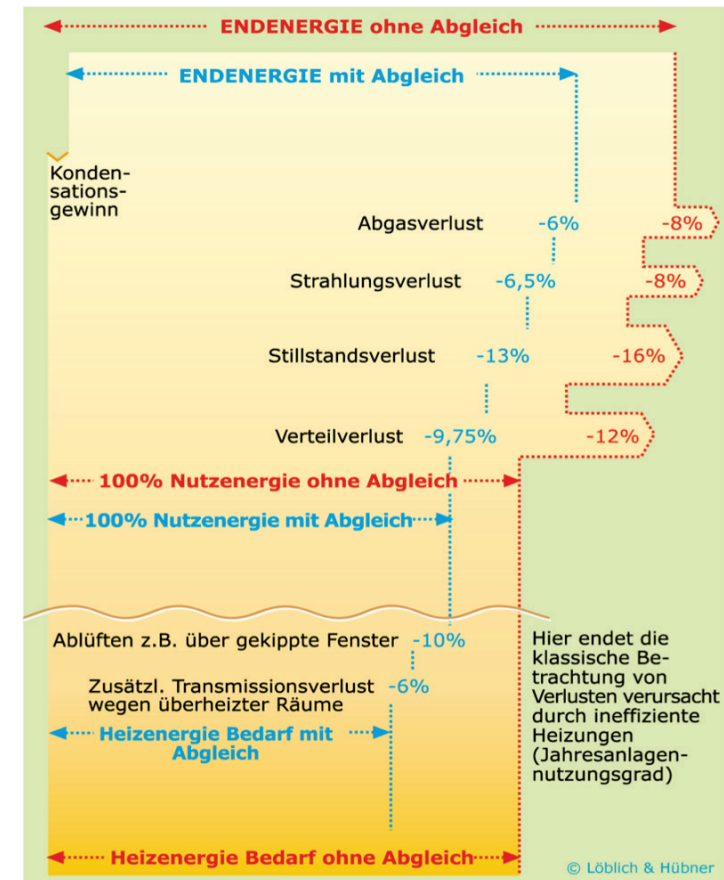 ENDENERGIE ohne Abgleich
ENDENERGIE mit Abgleich
Konden-
sations-
gewinn
Abgasverlust -6% -8%
Strahlungsverlust -6,5% -8%
Stillstandsverlust -13% -16%
Verteilverlust -9,75% -12%
100% Nutzenergie ohne Abgleich
100% Nutzenergie mit Abgleich
Ablüften z.B. über gekippte Fenster -10%
Zusätzl. Transmissionsverlust -6%
wegen überheizter Räume
Heizenergie Bedarf mit
Abgleich
Hier endet die
klassische Be-
trachtung von
Verlusten verursacht
durch ineffiziente
Heizungen
(Jahresanlagen-
nutzungsgrad)
Heizenergie Bedarf ohne Abgleich
© Löblich & Hübner